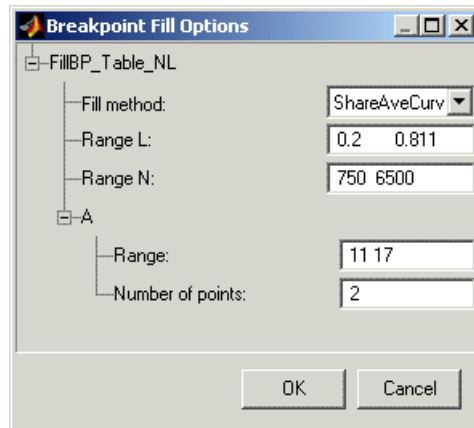 Breakpoint Fill Options
FillBP_Table_NL
Fill method: ShareAveCurv
Range L: 0.2 0.811
Range N: 750 6500
A
Range: 11 17
Number of points: 2
OK Cancel